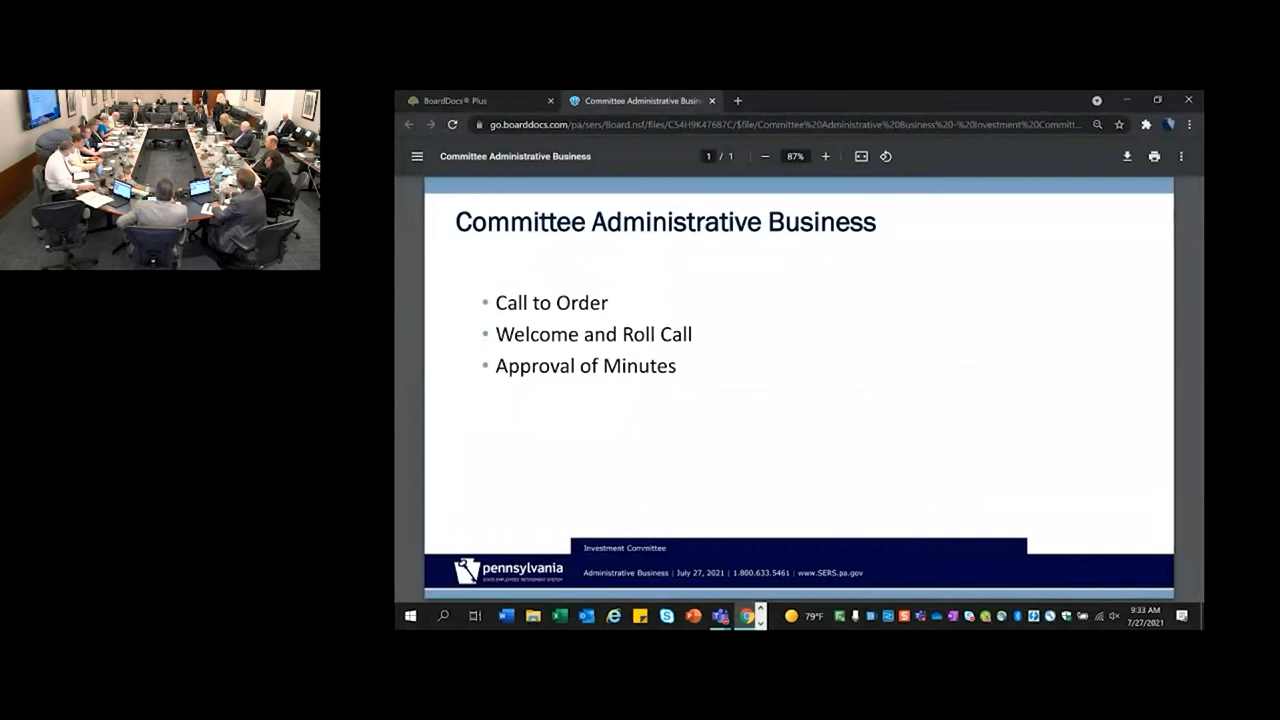 BoardDocs® Plus
Committee Administrative Busin
go.boarddocs.com/pa/sers/Board.nsf/files/C54H9K47687C/$file/Committee%20Administrative%20Business%20-%20Investment%20Committ...
Committee Administrative Business
1 / 1
87%
Committee Administrative Business
• Call to Order
• Welcome and Roll Call
• Approval of Minutes
Investment Committee
pennsylvania
STATE EMPLOYEES' RETIREMENT SYSTEM
Administrative Business | July 27, 2021 | 1.800.633.5461 | www.SERS.pa.gov
79°F
9:33 AM
7/27/2021